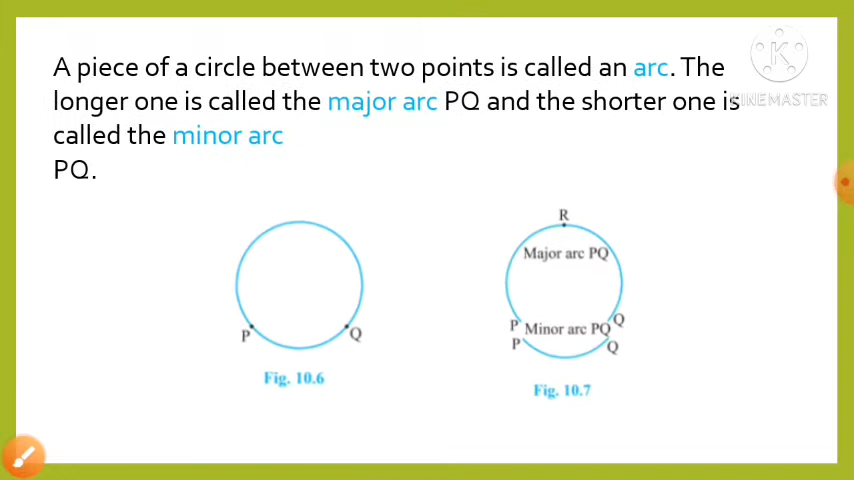 A piece of a circle between two points is called an arc. The
longer one is called the major arc PQ and the shorter one is
called the minor arc
PQ.
K
KINEMASTER
R
Major arc PQ
P
Q
P
Minor arc PQ
Q
P
Q
Fig. 10.6
Fig. 10.7